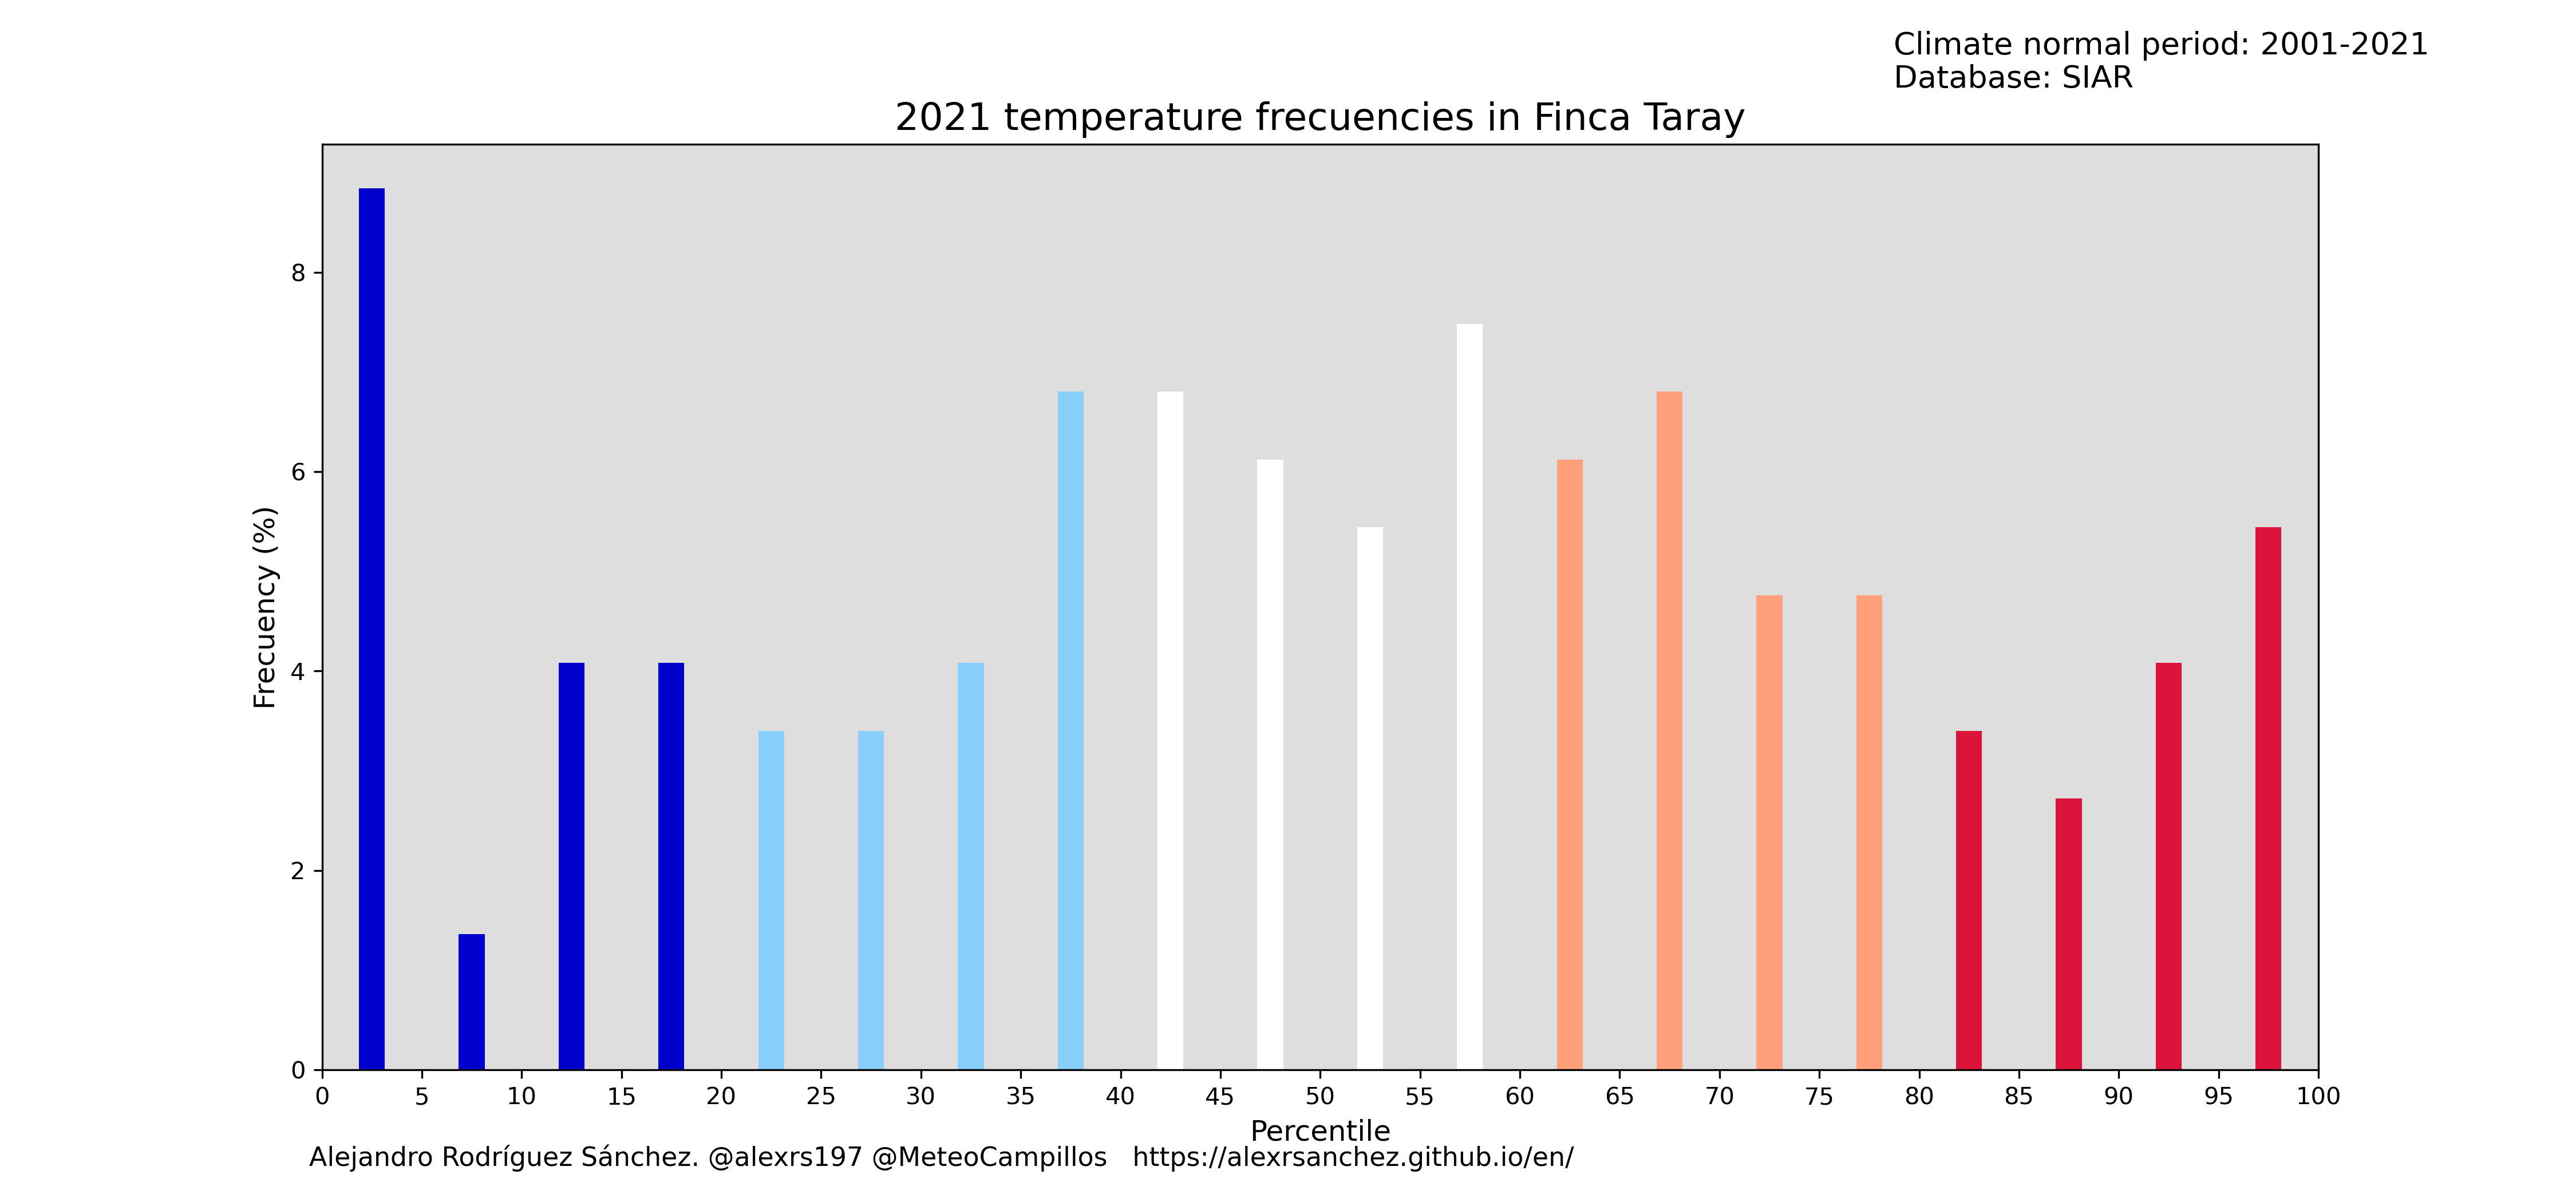 Climate normal period: 2001-2021
Database: SIAR
2021 temperature frecuencies in Finca Taray
Frecuency (%)
8
6
4
2
0
0 5 10 15 20 25 30 35 40 45 50 55 60 65 70 75 80 85 90 95 100
Percentile
Alejandro Rodríguez Sánchez. @alexrs197 @MeteoCampillos https://alexrsanchez.github.io/en/